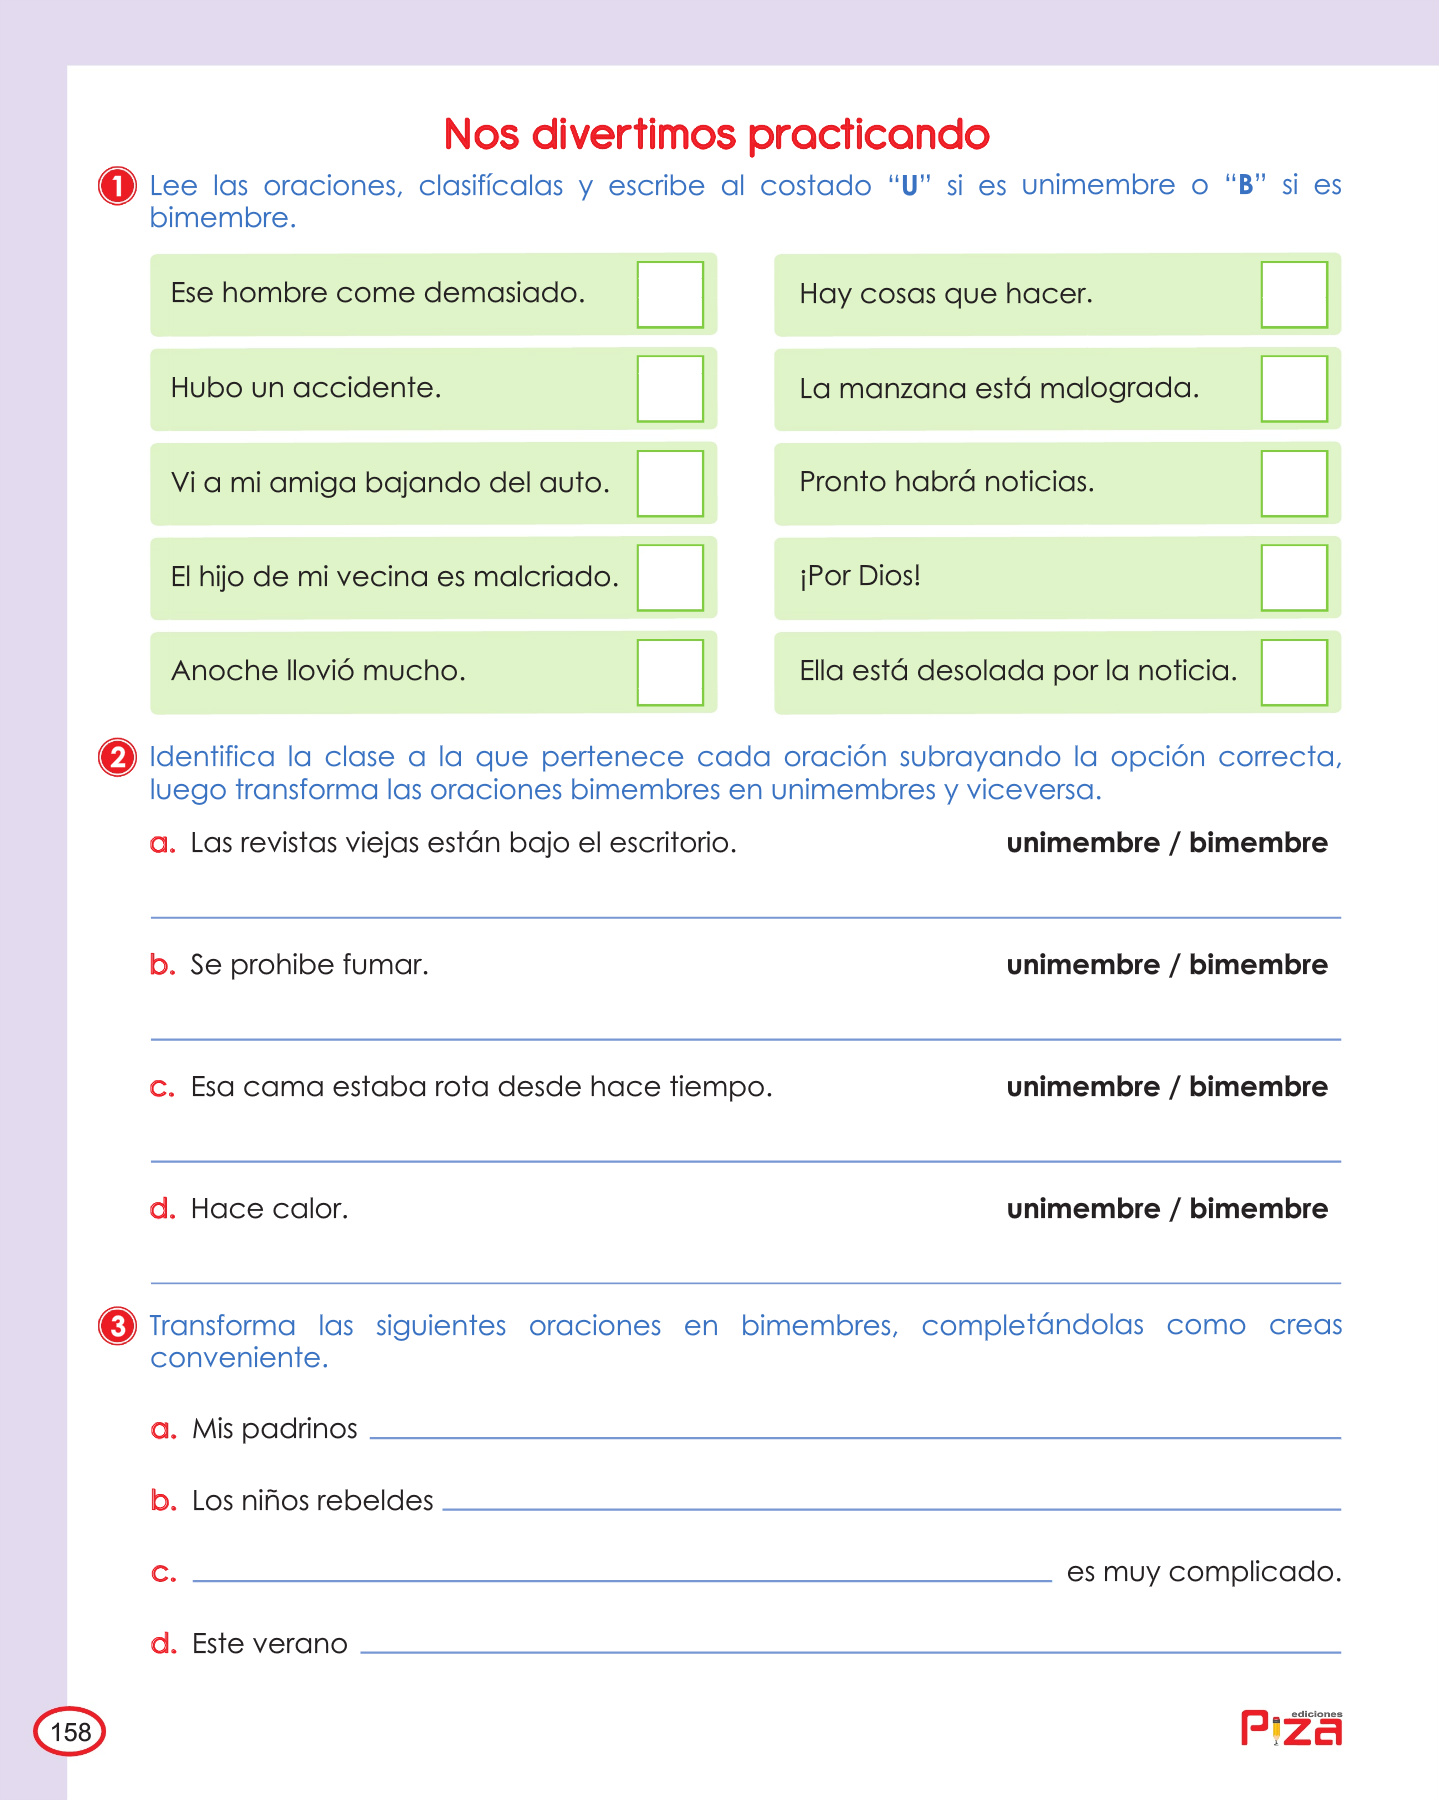 Nos divertimos practicando
1 Lee las oraciones, clasifícalas y escribe al costado “U” si es unimembre o “B” si es
bimembre.
Ese hombre come demasiado.
Hay cosas que hacer.
Hubo un accidente.
La manzana está malograda.
Vi a mi amiga bajando del auto.
Pronto habrá noticias.
El hijo de mi vecina es malcriado.
¡Por Dios!
Anoche llovió mucho.
Ella está desolada por la noticia.
2 Identifica la clase a la que pertenece cada oración subrayando la opción correcta,
luego transforma las oraciones bimembres en unimembres y viceversa.
a. Las revistas viejas están bajo el escritorio. unimembre / bimembre
b. Se prohibe fumar. unimembre / bimembre
c. Esa cama estaba rota desde hace tiempo. unimembre / bimembre
d. Hace calor. unimembre / bimembre
3 Transforma las siguientes oraciones en bimembres, completándolas como creas
conveniente.
a. Mis padrinos
b. Los niños rebeldes
c. es muy complicado.
d. Este verano
158
ediciones
Piza